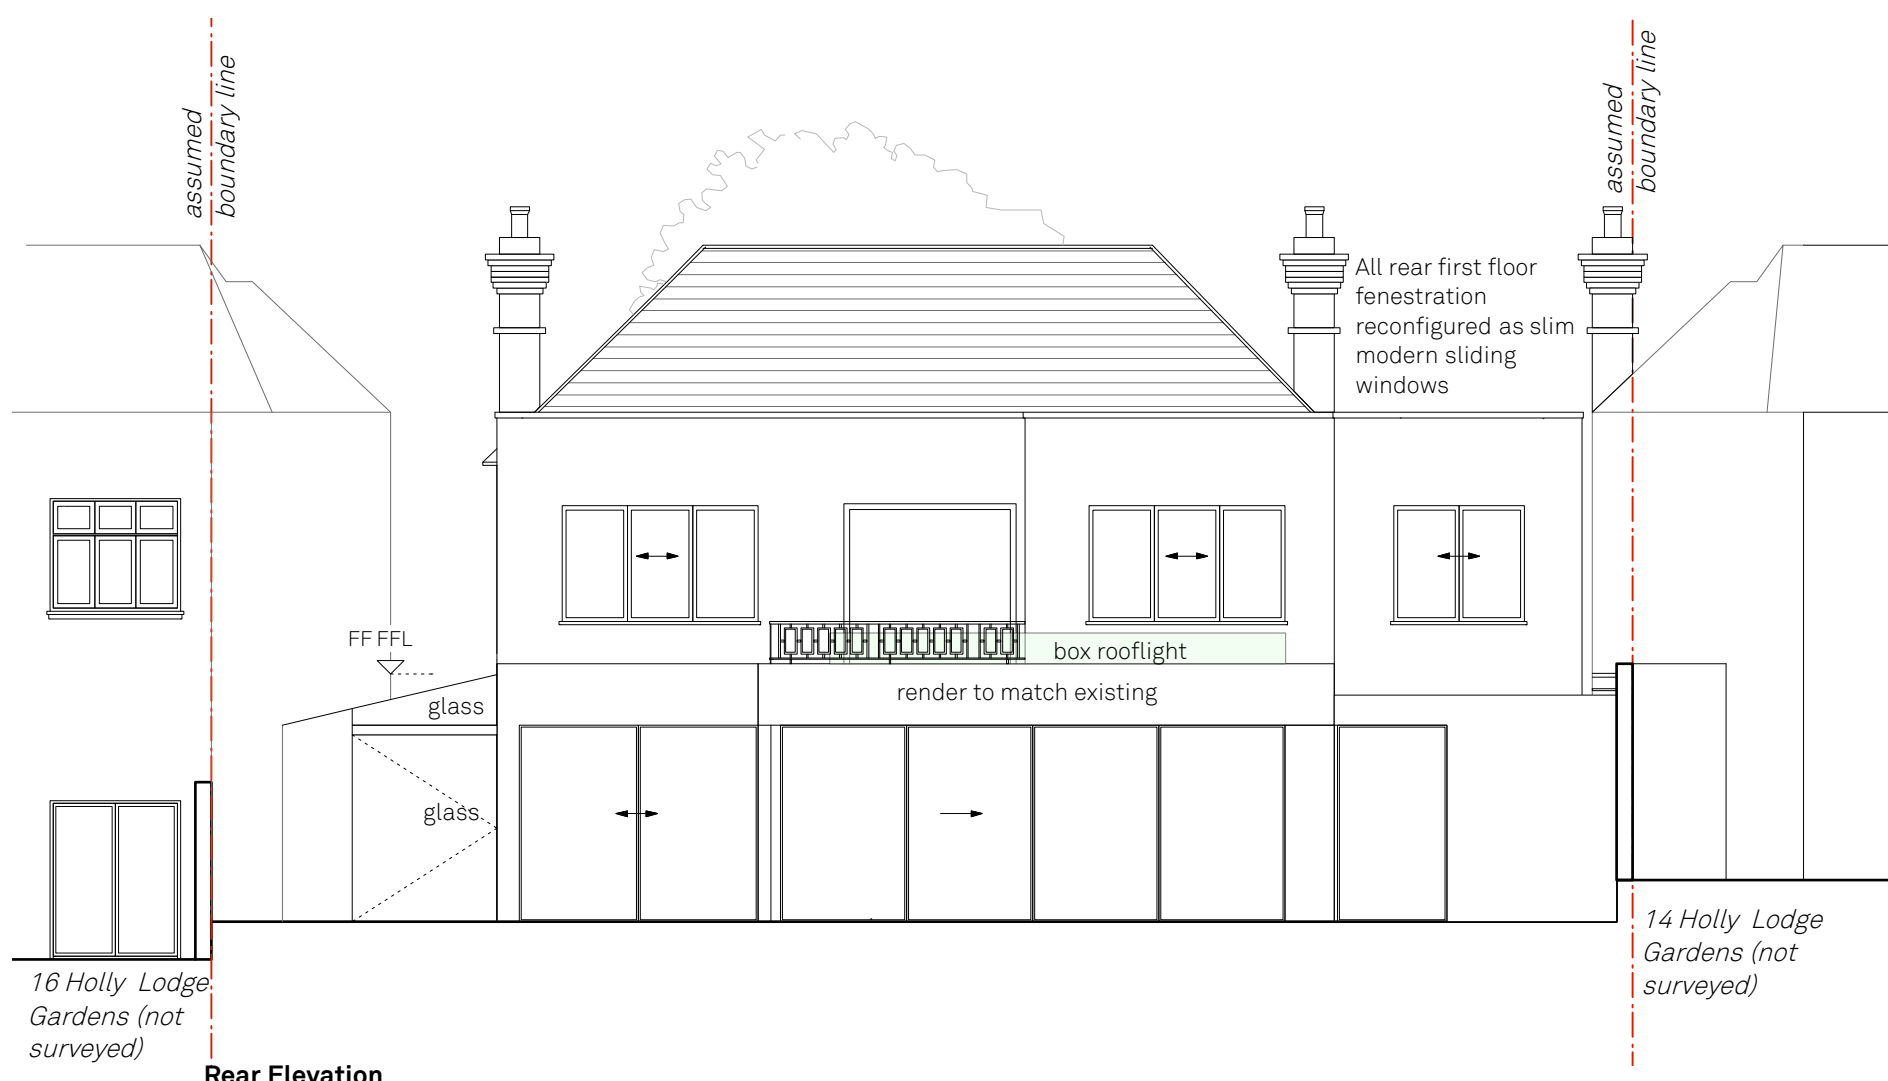 assumed
boundary line
assumed
boundary line
All rear first floor
fenestration
reconfigured as slim
modern sliding
windows
FF FFL
box rooflight
render to match existing
glass
glass
14 Holly Lodge
Gardens (not
surveyed)
16 Holly Lodge
Gardens (not
surveyed)
Rear Elevation